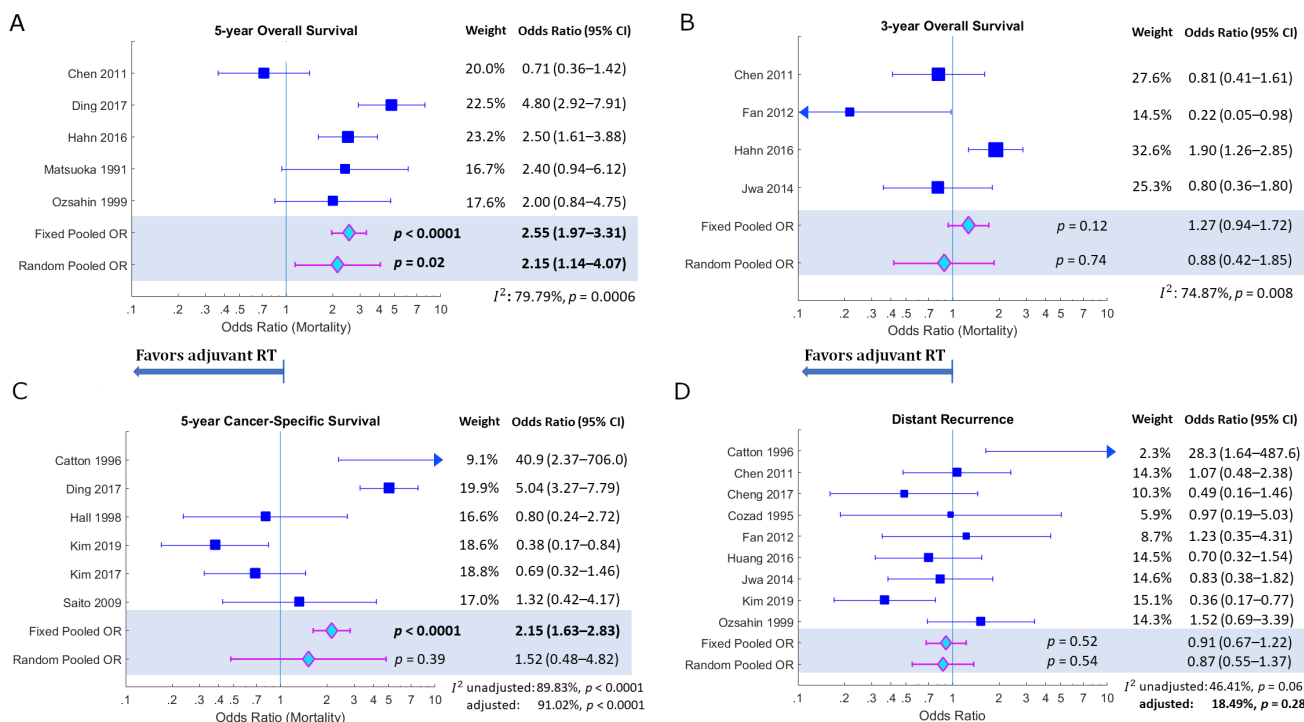 A
5-year Overall Survival
Weight Odds Ratio (95% CI)
Chen 2011 20.0% 0.71 (0.36–1.42)
Ding 2017 22.5% 4.80 (2.92–7.91)
Hahn 2016 23.2% 2.50 (1.61–3.88)
Matsuoka 1991 16.7% 2.40 (0.94–6.12)
Ozsahin 1999 17.6% 2.00 (0.84–4.75)
Fixed Pooled OR p < 0.0001 2.55 (1.97–3.31)
Random Pooled OR p = 0.02 2.15 (1.14–4.07)
I²: 79.79%, p = 0.0006
.1 .2 .3 .4 .5 .7 1 2 3 4 5 7 10
Odds Ratio (Mortality)
Favors adjuvant RT
B
3-year Overall Survival
Weight Odds Ratio (95% CI)
Chen 2011 27.6% 0.81 (0.41–1.61)
Fan 2012 14.5% 0.22 (0.05–0.98)
Hahn 2016 32.6% 1.90 (1.26–2.85)
Jwa 2014 25.3% 0.80 (0.36–1.80)
Fixed Pooled OR p = 0.12 1.27 (0.94–1.72)
Random Pooled OR p = 0.74 0.88 (0.42–1.85)
I²: 74.87%, p = 0.008
.1 .2 .3 .4 .5 .7 1 2 3 4 5 7 10
Odds Ratio (Mortality)
Favors adjuvant RT
C
5-year Cancer-Specific Survival
Weight Odds Ratio (95% CI)
Catton 1996 9.1% 40.9 (2.37–706.0)
Ding 2017 19.9% 5.04 (3.27–7.79)
Hall 1998 16.6% 0.80 (0.24–2.72)
Kim 2019 18.6% 0.38 (0.17–0.84)
Kim 2017 18.8% 0.69 (0.32–1.46)
Saito 2009 17.0% 1.32 (0.42–4.17)
Fixed Pooled OR p < 0.0001 2.15 (1.63–2.83)
Random Pooled OR p = 0.39 1.52 (0.48–4.82)
I² unadjusted: 89.83%, p < 0.0001
adjusted: 91.02%, p < 0.0001
.1 .2 .3 .4 .5 .7 1 2 3 4 5 7 10
Odds Ratio (Mortality)
D
Distant Recurrence
Weight Odds Ratio (95% CI)
Catton 1996 2.3% 28.3 (1.64–487.6)
Chen 2011 14.3% 1.07 (0.48–2.38)
Cheng 2017 10.3% 0.49 (0.16–1.46)
Cozad 1995 5.9% 0.97 (0.19–5.03)
Fan 2012 8.7% 1.23 (0.35–4.31)
Huang 2016 14.5% 0.70 (0.32–1.54)
Jwa 2014 14.6% 0.83 (0.38–1.82)
Kim 2019 15.1% 0.36 (0.17–0.77)
Ozsahin 1999 14.3% 1.52 (0.69–3.39)
Fixed Pooled OR p = 0.52 0.91 (0.67–1.22)
Random Pooled OR p = 0.54 0.87 (0.55–1.37)
I² unadjusted: 46.41%, p = 0.06
adjusted: 18.49%, p = 0.28
.1 .2 .3 .4 .5 .7 1 2 3 4 5 7 10
Odds Ratio